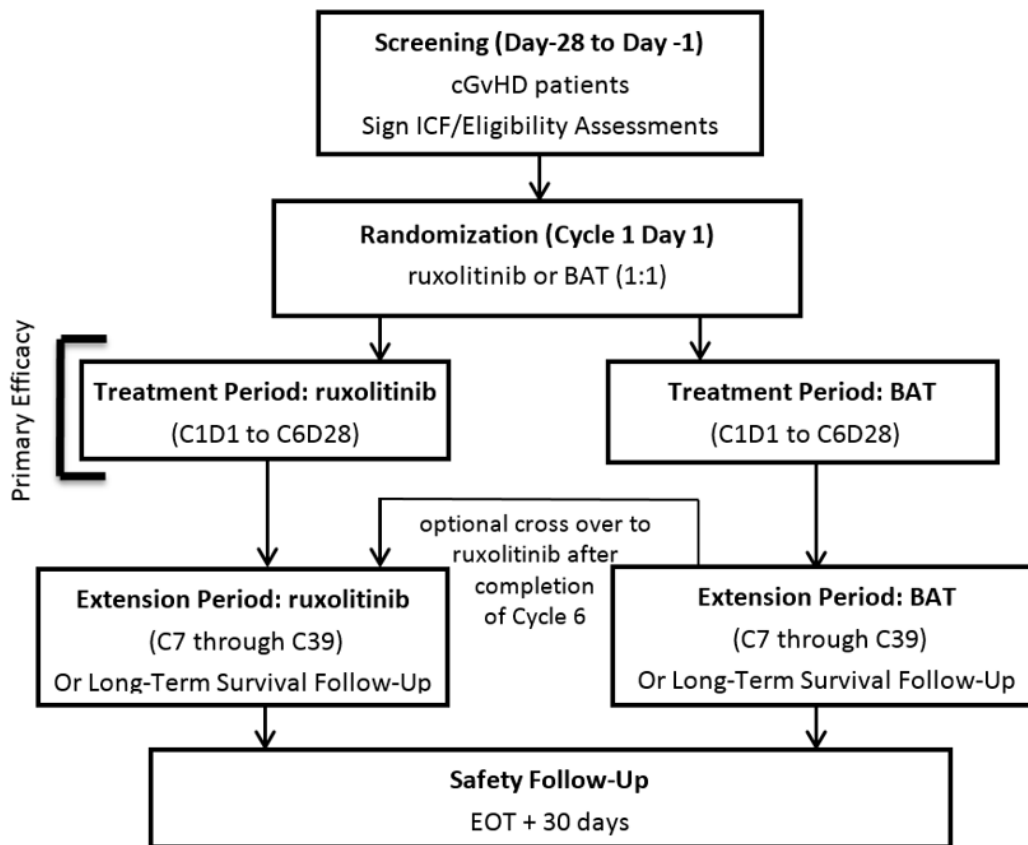 Screening (Day-28 to Day -1)
cGvHD patients
Sign ICF/Eligibility Assessments
Randomization (Cycle 1 Day 1)
ruxolitinib or BAT (1:1)
Primary Efficacy
Treatment Period: ruxolitinib
(C1D1 to C6D28)
Treatment Period: BAT
(C1D1 to C6D28)
optional cross over to
ruxolitinib after
completion
of Cycle 6
Extension Period: ruxolitinib
(C7 through C39)
Or Long-Term Survival Follow-Up
Extension Period: BAT
(C7 through C39)
Or Long-Term Survival Follow-Up
Safety Follow-Up
EOT + 30 days